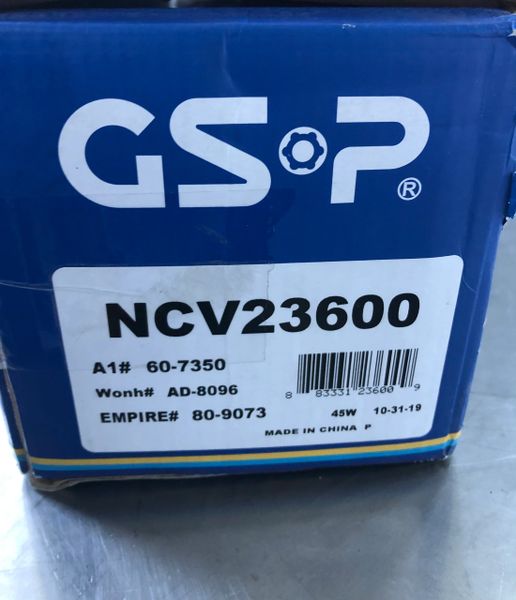 GSP®
NCV23600
A1# 60-7350
Wonh# AD-8096
EMPIRE# 80-9073
8 83331 23600 9
45W 10-31-19
MADE IN CHINA P